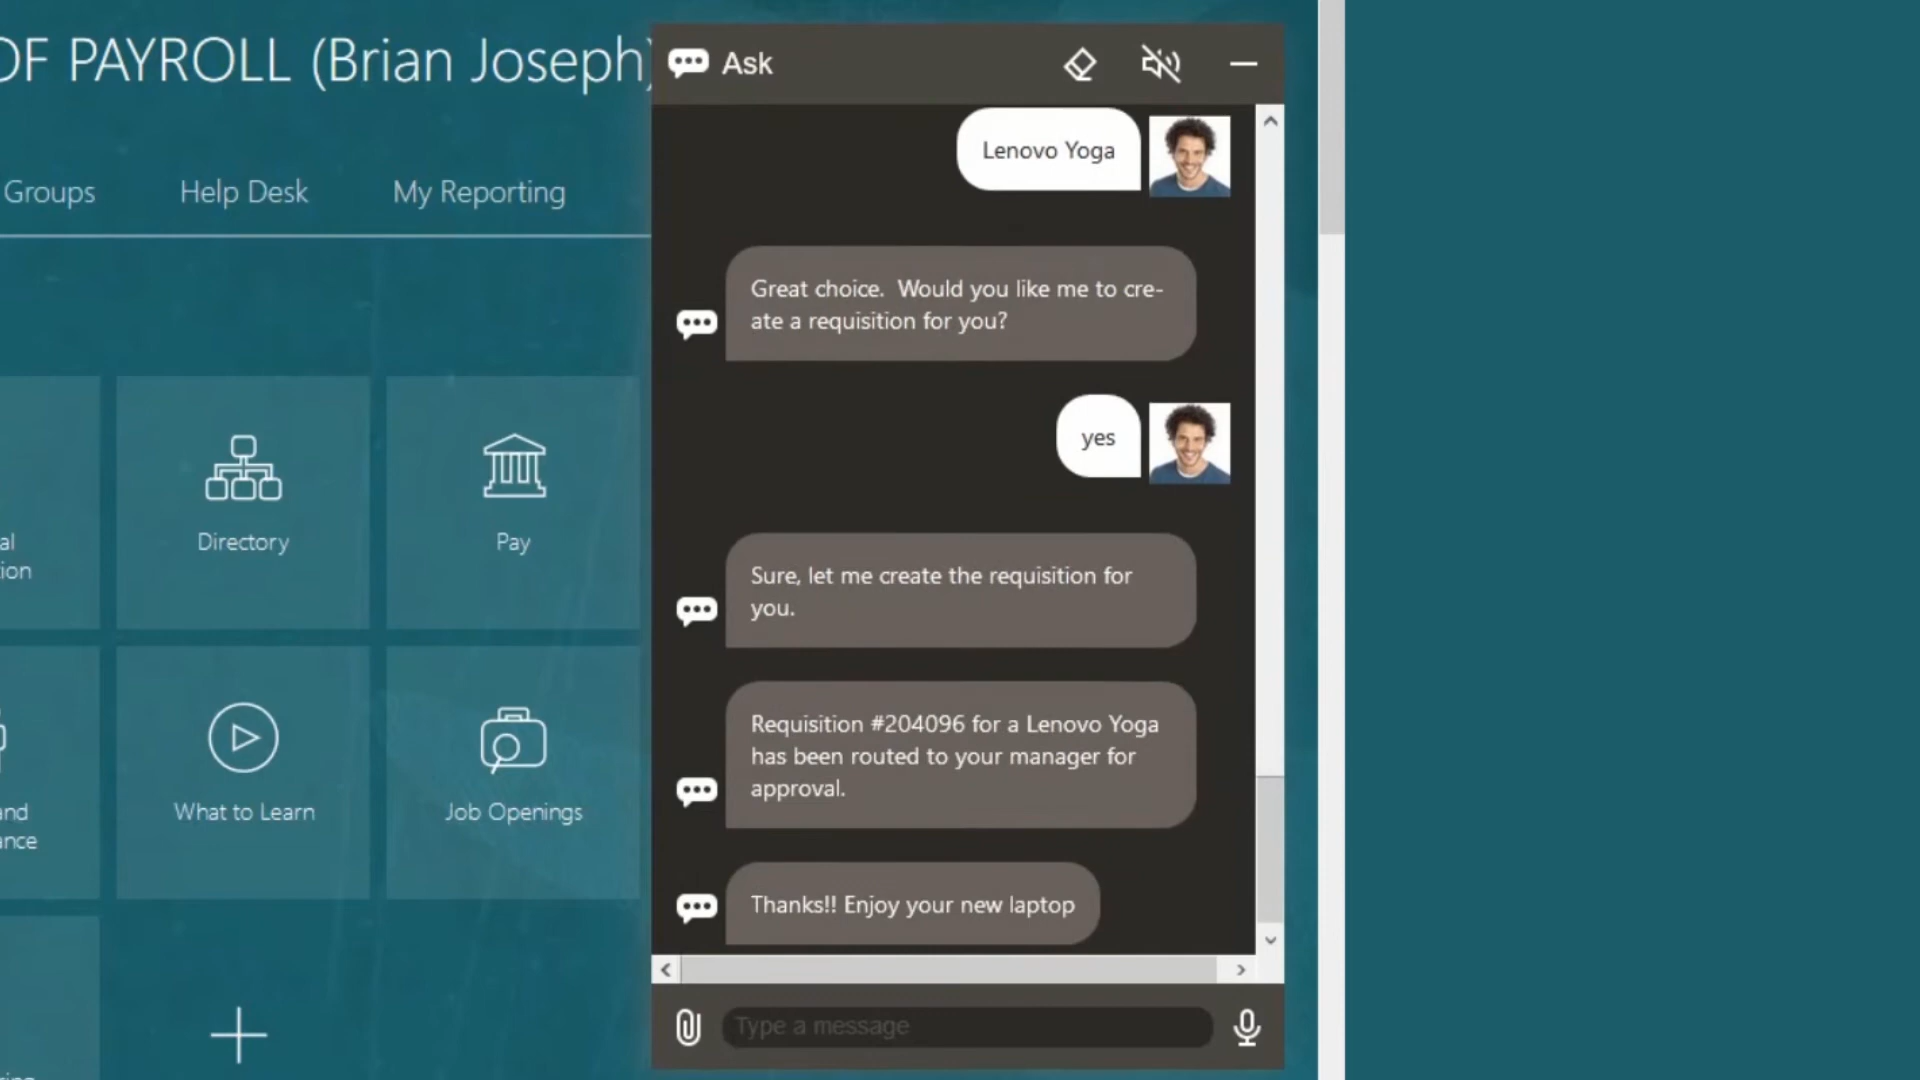 OF PAYROLL (Brian Joseph)
Groups
Help Desk
My Reporting
al
ion
Directory
Pay
and
ance
What to Learn
Job Openings
Ask
Lenovo Yoga
Great choice.  Would you like me to cre-
ate a requisition for you?
yes
Sure, let me create the requisition for
you.
Requisition #204096 for a Lenovo Yoga
has been routed to your manager for
approval.
Thanks!! Enjoy your new laptop
Type a message